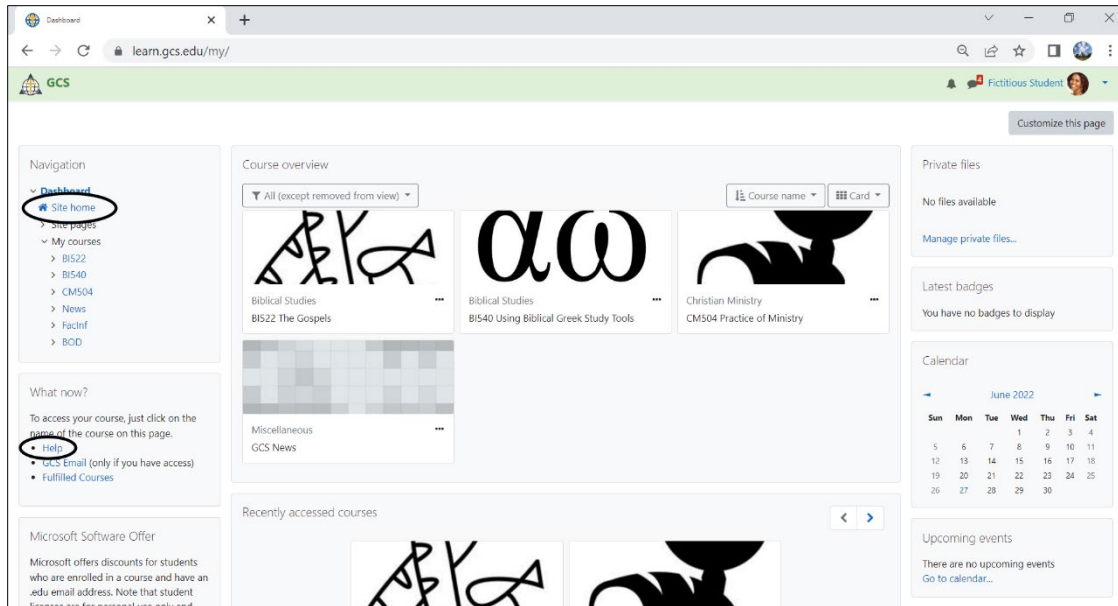 Dashboard
learn.gcs.edu/my/
GCS
4
Fictitious Student
Customize this page
Navigation
Dashboard
Site home
Site pages
My courses
BI522
BI540
CM504
News
FacInf
BOD
What now?
To access your course, just click on the
name of the course on this page.
Help
GCS Email (only if you have access)
Fulfilled Courses
Microsoft Software Offer
Microsoft offers discounts for students
who are enrolled in a course and have an
.edu email address. Note that student
licenses are for personal use only and
Course overview
All (except removed from view)
Course name
Card
αω
Biblical Studies
BI522 The Gospels
Biblical Studies
BI540 Using Biblical Greek Study Tools
Christian Ministry
CM504 Practice of Ministry
Miscellaneous
GCS News
Recently accessed courses
Private files
No files available
Manage private files...
Latest badges
You have no badges to display
Calendar
June 2022
Sun Mon Tue Wed Thu Fri Sat
1 2 3 4
5 6 7 8 9 10 11
12 13 14 15 16 17 18
19 20 21 22 23 24 25
26 27 28 29 30
Upcoming events
There are no upcoming events
Go to calendar...